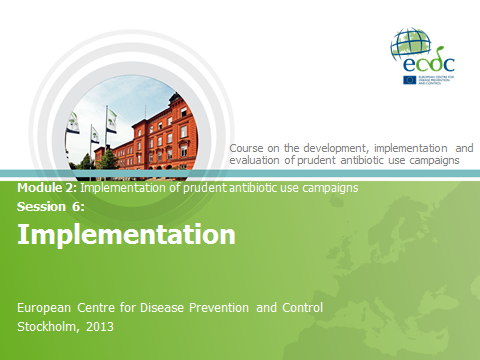 ecdc
EUROPEAN CENTRE FOR
DISEASE PREVENTION
AND CONTROL
Course on the development, implementation and
evaluation of prudent antibiotic use campaigns
Module 2: Implementation of prudent antibiotic use campaigns
Session 6:
Implementation
European Centre for Disease Prevention and Control
Stockholm, 2013